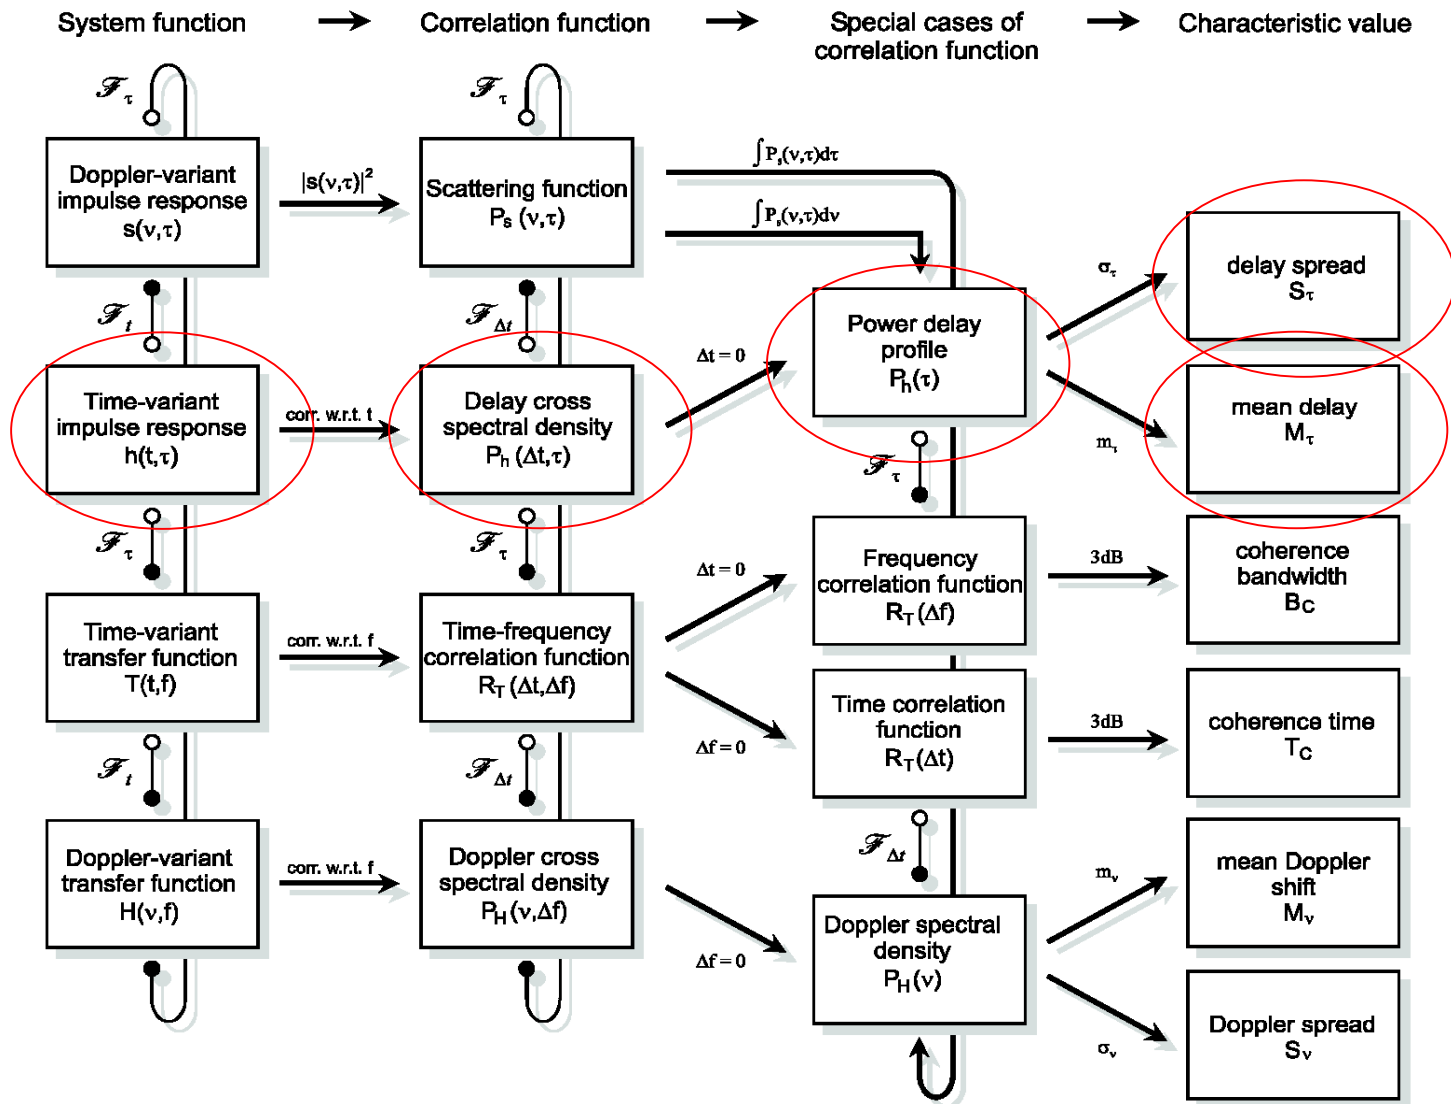 System function
Correlation function
Special cases of
correlation function
Characteristic value
ℱτ
ℱτ
Doppler-variant
impulse response
s(ν,τ)
|s(ν,τ)|²
Scattering function
Ps (ν,τ)
∫Ps(ν,τ)dτ
∫Ps(ν,τ)dν
ℱt
ℱΔt
Time-variant
impulse response
h(t,τ)
corr. w.r.t. t
Delay cross
spectral density
Ph (Δt,τ)
Δt = 0
Power delay
profile
Ph(τ)
στ
delay spread
Sτ
mτ
mean delay
Mτ
ℱτ
ℱτ
ℱτ
Time-variant
transfer function
T(t,f)
corr. w.r.t. f
Time-frequency
correlation function
RT (Δt,Δf)
Δt = 0
Frequency
correlation function
RT (Δf)
3dB
coherence
bandwidth
BC
Δf = 0
Time correlation
function
RT(Δt)
3dB
coherence time
TC
ℱt
ℱΔt
ℱΔt
Doppler-variant
transfer function
H(ν,f)
corr. w.r.t. f
Doppler cross
spectral density
PH (ν,Δf)
Δf = 0
Doppler spectral
density
PH (ν)
mν
mean Doppler
shift
Mν
σν
Doppler spread
Sν